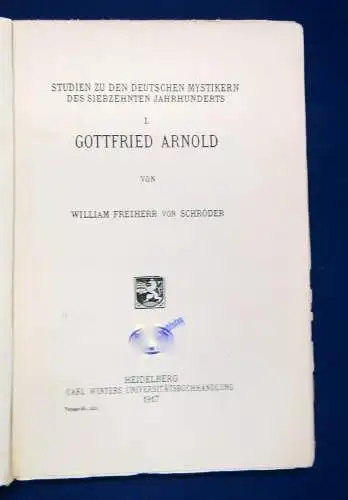 STUDIEN ZU DEN DEUTSCHEN MYSTIKERN
DES SIEBZEHNTEN JAHRHUNDERTS
I.
GOTTFRIED ARNOLD
VON
WILLIAM FREIHERR VON SCHRÖDER
HEIDELBERG
CARL WINTERS UNIVERSITÄTSBUCHHANDLUNG
1917